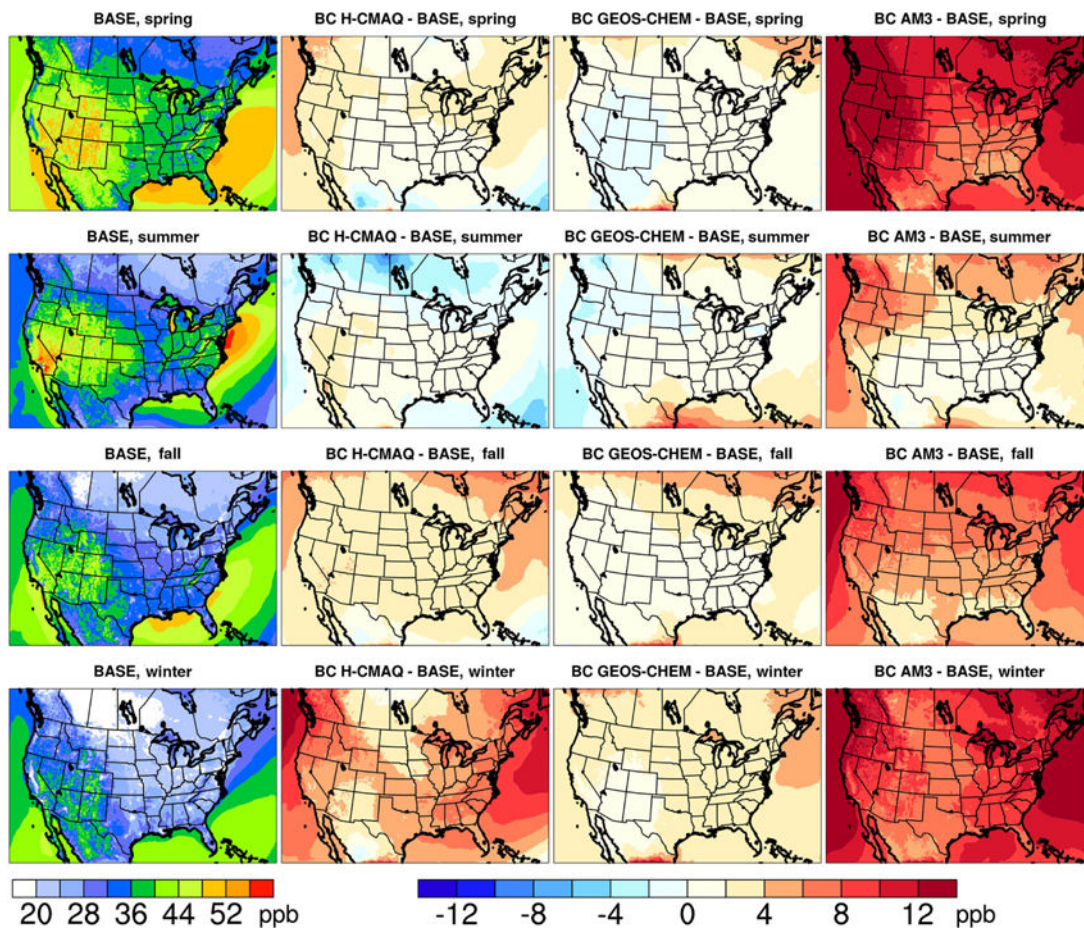 BASE, spring BC H-CMAQ - BASE, spring BC GEOS-CHEM - BASE, spring BC AM3 - BASE, spring
BASE, summer BC H-CMAQ - BASE, summer BC GEOS-CHEM - BASE, summer BC AM3 - BASE, summer
BASE, fall BC H-CMAQ - BASE, fall BC GEOS-CHEM - BASE, fall BC AM3 - BASE, fall
BASE, winter BC H-CMAQ - BASE, winter BC GEOS-CHEM - BASE, winter BC AM3 - BASE, winter
20 28 36 44 52 ppb -12 -8 -4 0 4 8 12 ppb